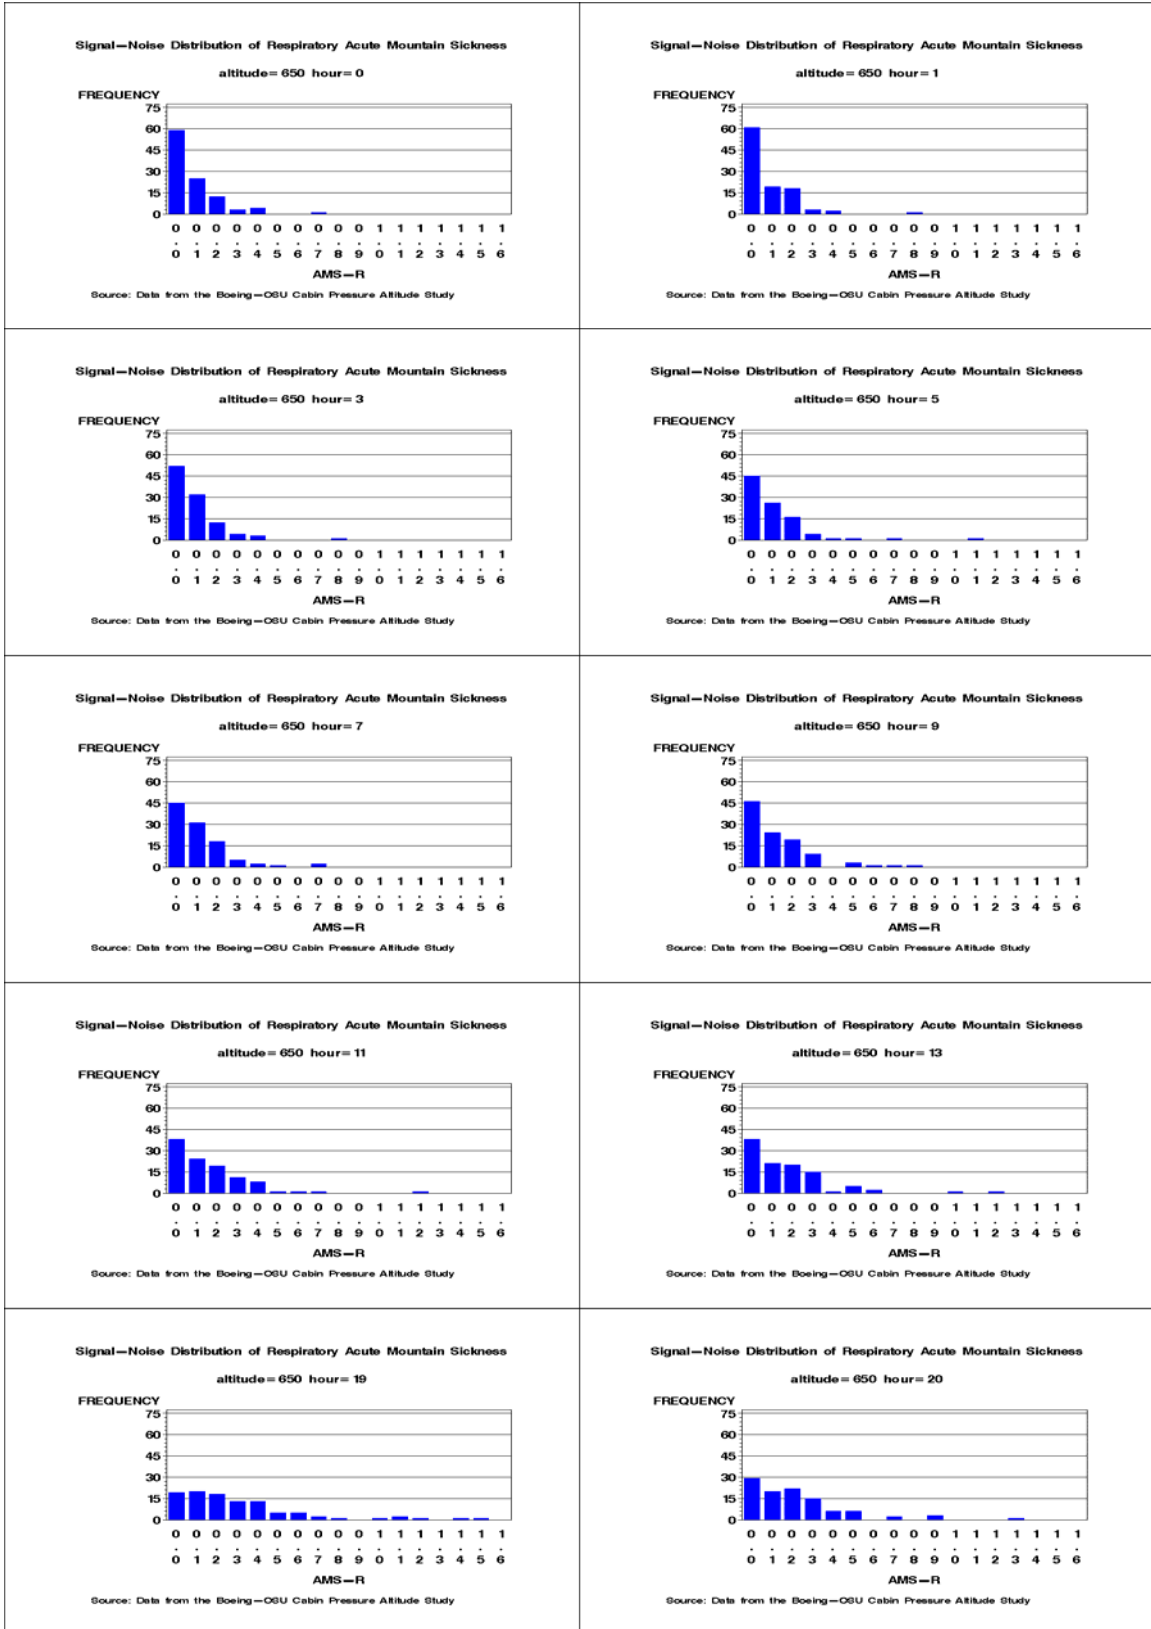 Signal—Noise Distribution of Respiratory Acute Mountain Sickness
altitude= 650 hour= 0
FREQUENCY
75
60
45
30
15
0
0 0 0 0 0 0 0 0 0 0 1 1 1 1 1 1 1
. . . . . . . . . . . . . . . . .
0 1 2 3 4 5 6 7 8 9 0 1 2 3 4 5 6
AMS—R
Source: Data from the Boeing—OSU Cabin Pressure Altitude Study
Signal—Noise Distribution of Respiratory Acute Mountain Sickness
altitude= 650 hour= 1
FREQUENCY
75
60
45
30
15
0
0 0 0 0 0 0 0 0 0 0 1 1 1 1 1 1 1
. . . . . . . . . . . . . . . . .
0 1 2 3 4 5 6 7 8 9 0 1 2 3 4 5 6
AMS—R
Source: Data from the Boeing—OSU Cabin Pressure Altitude Study
Signal—Noise Distribution of Respiratory Acute Mountain Sickness
altitude= 650 hour= 3
FREQUENCY
75
60
45
30
15
0
0 0 0 0 0 0 0 0 0 0 1 1 1 1 1 1 1
. . . . . . . . . . . . . . . . .
0 1 2 3 4 5 6 7 8 9 0 1 2 3 4 5 6
AMS—R
Source: Data from the Boeing—OSU Cabin Pressure Altitude Study
Signal—Noise Distribution of Respiratory Acute Mountain Sickness
altitude= 650 hour= 5
FREQUENCY
75
60
45
30
15
0
0 0 0 0 0 0 0 0 0 0 1 1 1 1 1 1 1
. . . . . . . . . . . . . . . . .
0 1 2 3 4 5 6 7 8 9 0 1 2 3 4 5 6
AMS—R
Source: Data from the Boeing—OSU Cabin Pressure Altitude Study
Signal—Noise Distribution of Respiratory Acute Mountain Sickness
altitude= 650 hour= 7
FREQUENCY
75
60
45
30
15
0
0 0 0 0 0 0 0 0 0 0 1 1 1 1 1 1 1
. . . . . . . . . . . . . . . . .
0 1 2 3 4 5 6 7 8 9 0 1 2 3 4 5 6
AMS—R
Source: Data from the Boeing—OSU Cabin Pressure Altitude Study
Signal—Noise Distribution of Respiratory Acute Mountain Sickness
altitude= 650 hour= 9
FREQUENCY
75
60
45
30
15
0
0 0 0 0 0 0 0 0 0 0 1 1 1 1 1 1 1
. . . . . . . . . . . . . . . . .
0 1 2 3 4 5 6 7 8 9 0 1 2 3 4 5 6
AMS—R
Source: Data from the Boeing—OSU Cabin Pressure Altitude Study
Signal—Noise Distribution of Respiratory Acute Mountain Sickness
altitude= 650 hour= 11
FREQUENCY
75
60
45
30
15
0
0 0 0 0 0 0 0 0 0 0 1 1 1 1 1 1 1
. . . . . . . . . . . . . . . . .
0 1 2 3 4 5 6 7 8 9 0 1 2 3 4 5 6
AMS—R
Source: Data from the Boeing—OSU Cabin Pressure Altitude Study
Signal—Noise Distribution of Respiratory Acute Mountain Sickness
altitude= 650 hour= 13
FREQUENCY
75
60
45
30
15
0
0 0 0 0 0 0 0 0 0 0 1 1 1 1 1 1 1
. . . . . . . . . . . . . . . . .
0 1 2 3 4 5 6 7 8 9 0 1 2 3 4 5 6
AMS—R
Source: Data from the Boeing—OSU Cabin Pressure Altitude Study
Signal—Noise Distribution of Respiratory Acute Mountain Sickness
altitude= 650 hour= 19
FREQUENCY
75
60
45
30
15
0
0 0 0 0 0 0 0 0 0 0 1 1 1 1 1 1 1
. . . . . . . . . . . . . . . . .
0 1 2 3 4 5 6 7 8 9 0 1 2 3 4 5 6
AMS—R
Source: Data from the Boeing—OSU Cabin Pressure Altitude Study
Signal—Noise Distribution of Respiratory Acute Mountain Sickness
altitude= 650 hour= 20
FREQUENCY
75
60
45
30
15
0
0 0 0 0 0 0 0 0 0 0 1 1 1 1 1 1 1
. . . . . . . . . . . . . . . . .
0 1 2 3 4 5 6 7 8 9 0 1 2 3 4 5 6
AMS—R
Source: Data from the Boeing—OSU Cabin Pressure Altitude Study